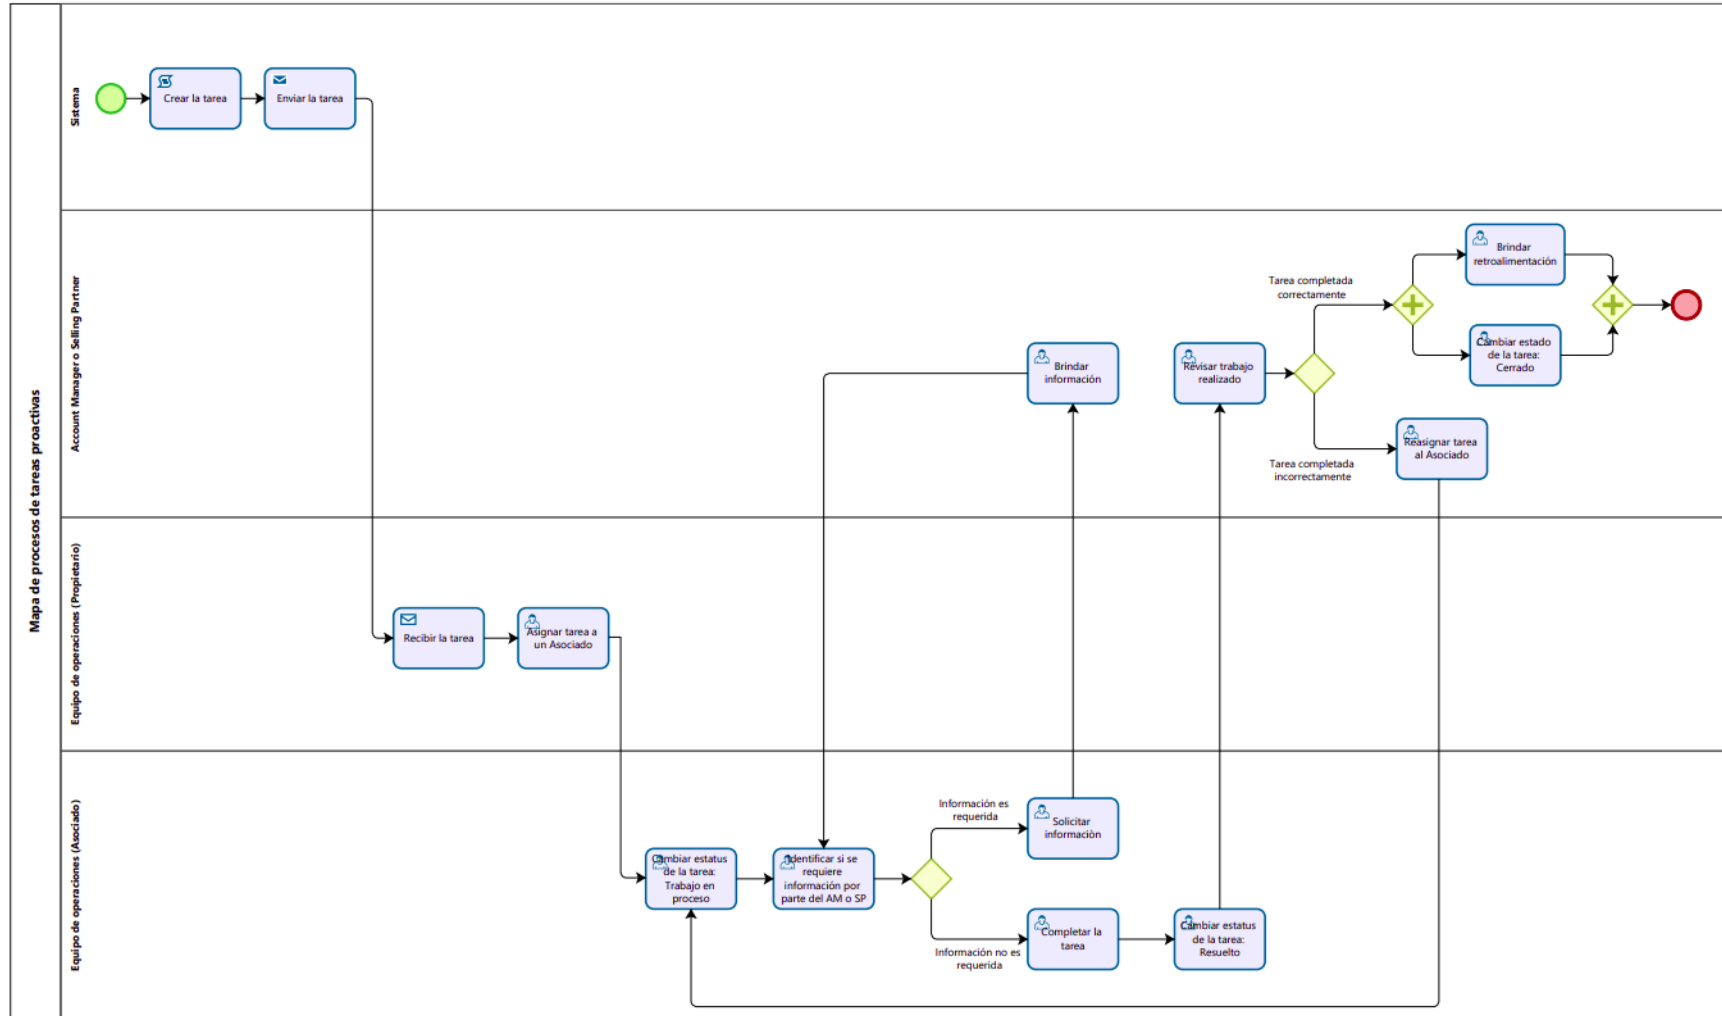 Mapa de procesos de tareas proactivas
Sistema
Crear la tarea
Enviar la tarea
Account Manager o Selling Partner
Brindar
información
Revisar trabajo
realizado
Tarea completada
correctamente
Tarea completada
incorrectamente
Brindar
retroalimentación
Cambiar estado
de la tarea:
Cerrado
Reasignar tarea
al Asociado
Equipo de operaciones (Propietario)
Recibir la tarea
Asignar tarea a
un Asociado
Equipo de operaciones (Asociado)
Cambiar estatus
de la tarea:
Trabajo en
proceso
Identificar si se
requiere
información por
parte del AM o SP
Información es
requerida
Información no es
requerida
Solicitar
informaciòn
Completar la
tarea
Cambiar estatus
de la tarea:
Resuelto